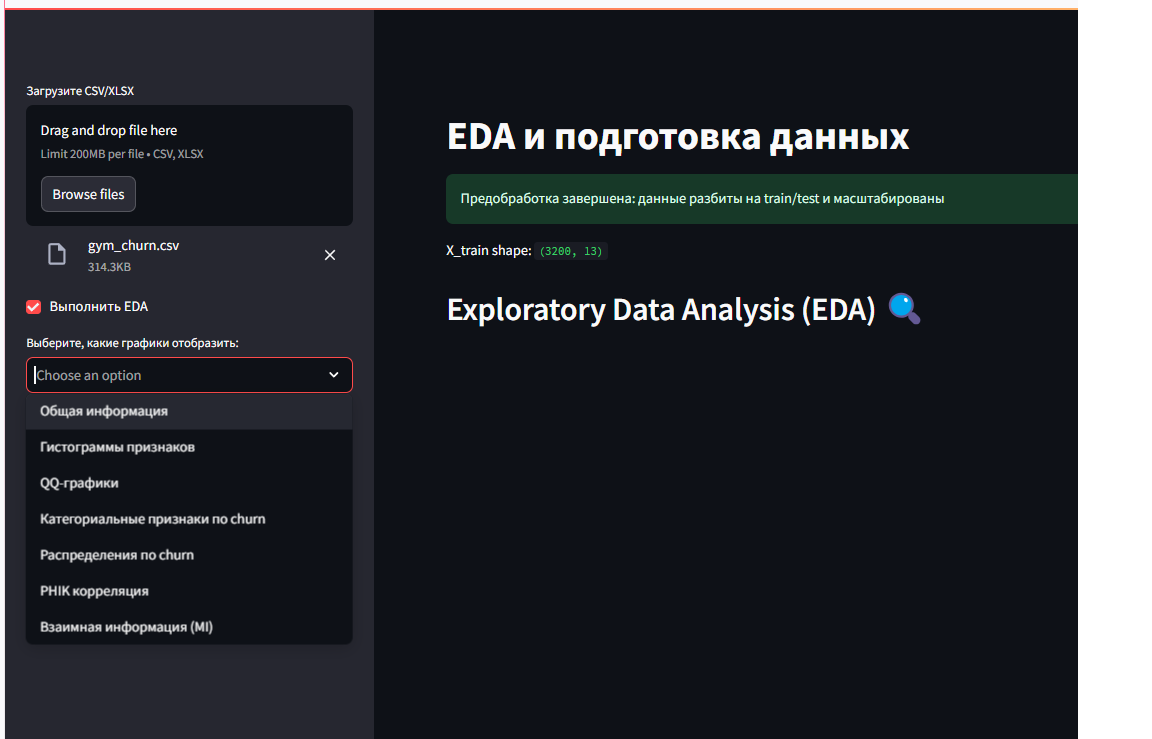 Загрузите CSV/XLSX
Drag and drop file here
Limit 200MB per file • CSV, XLSX
Browse files
gym_churn.csv
314.3KB
Выполнить EDA
Выберите, какие графики отобразить:
Choose an option
Общая информация
Гистограммы признаков
QQ-графики
Категориальные признаки по churn
Распределения по churn
PHIK корреляция
Взаимная информация (MI)
EDA и подготовка данных
Предобработка завершена: данные разбиты на train/test и масштабированы
X_train shape: (3200, 13)
Exploratory Data Analysis (EDA) 🔍